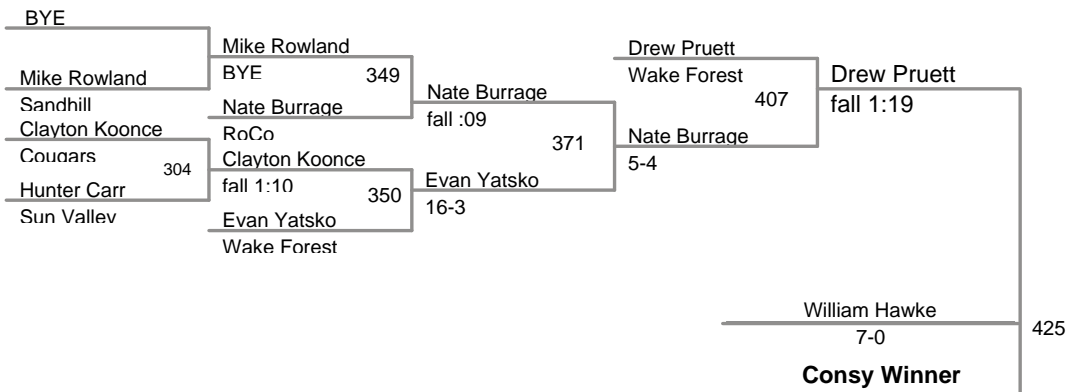 BYE
Mike Rowland
Sandhill
Clayton Koonce
Cougars
304
Hunter Carr
Sun Valley
Mike Rowland
BYE
349
Nate Burrage
RoCo
Clayton Koonce
fall 1:10
350
Evan Yatsko
Wake Forest
Nate Burrage
fall :09
371
Evan Yatsko
16-3
Drew Pruett
Wake Forest
407
Nate Burrage
5-4
Drew Pruett
fall 1:19
William Hawke
7-0
425
Consy Winner